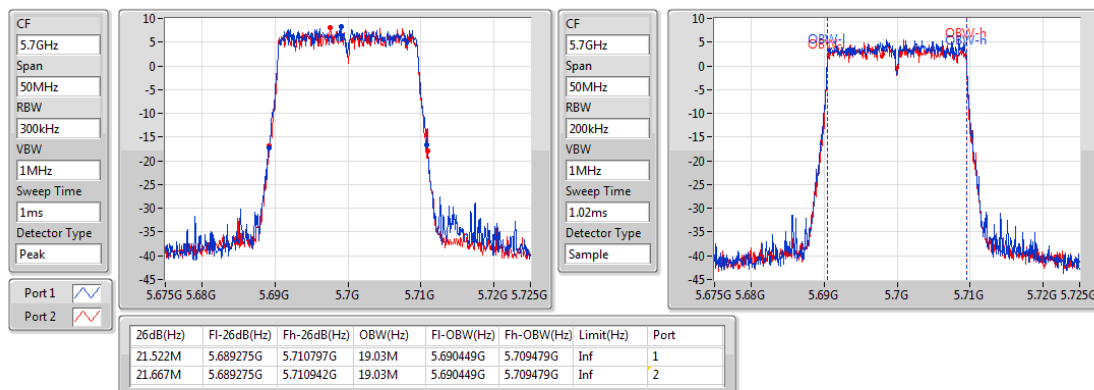 CF
5.7GHz
Span
50MHz
RBW
300kHz
VBW
1MHz
Sweep Time
1ms
Detector Type
Peak
Port 1
Port 2
10
5
0
-5
-10
-15
-20
-25
-30
-35
-40
-45
5.675G 5.68G 5.69G 5.7G 5.71G 5.72G 5.725G
CF
5.7GHz
Span
50MHz
RBW
200kHz
VBW
1MHz
Sweep Time
1.02ms
Detector Type
Sample
10
5
0
-5
-10
-15
-20
-25
-30
-35
-40
-45
OBW-l
OBW-h
OBW-h
5.675G 5.68G 5.69G 5.7G 5.71G 5.72G 5.725G
26dB(Hz) Fl-26dB(Hz) Fh-26dB(Hz) OBW(Hz) Fl-OBW(Hz) Fh-OBW(Hz) Limit(Hz) Port
21.522M 5.689275G 5.710797G 19.03M 5.690449G 5.709479G Inf 1
21.667M 5.689275G 5.710942G 19.03M 5.690449G 5.709479G Inf 2